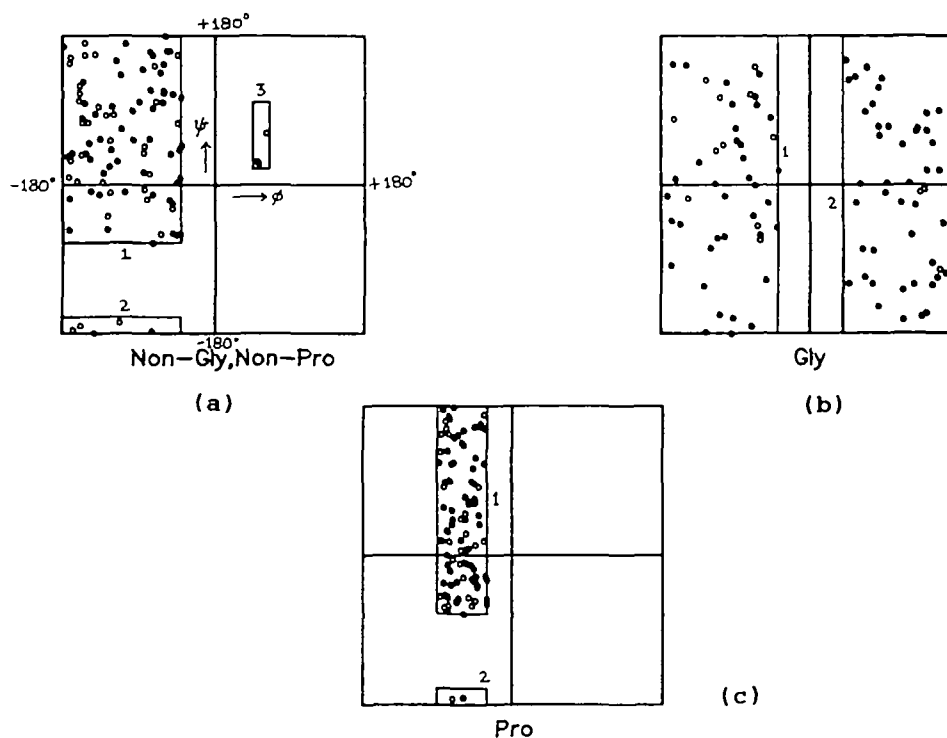 +180°
3
ψ
-180°
φ
+180°
1
2
-180°
Non-Gly,Non-Pro
(a)
1
2
Gly
(b)
1
2
Pro
(c)